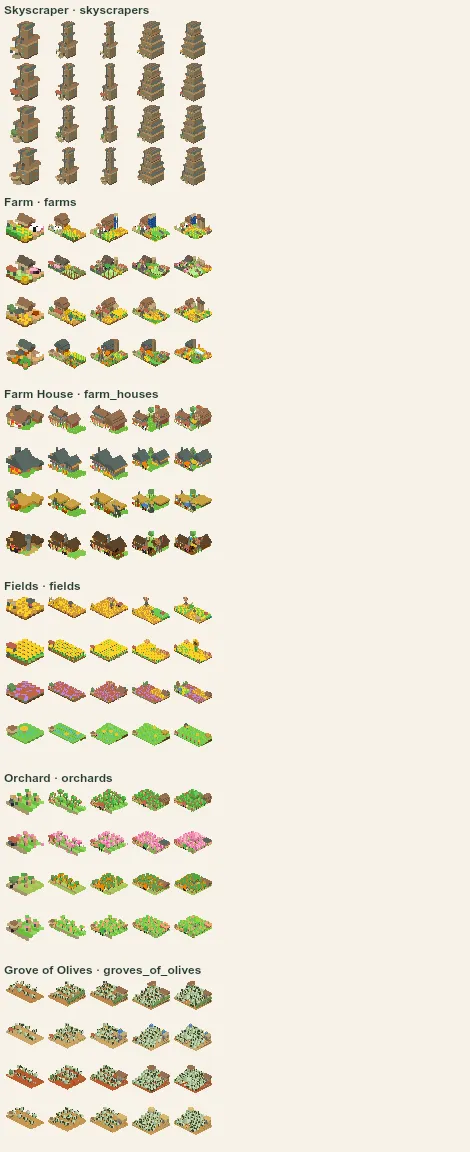 Skyscraper · skyscrapers
Farm · farms
Farm House · farm_houses
Fields · fields
Orchard · orchards
Grove of Olives · groves_of_olives